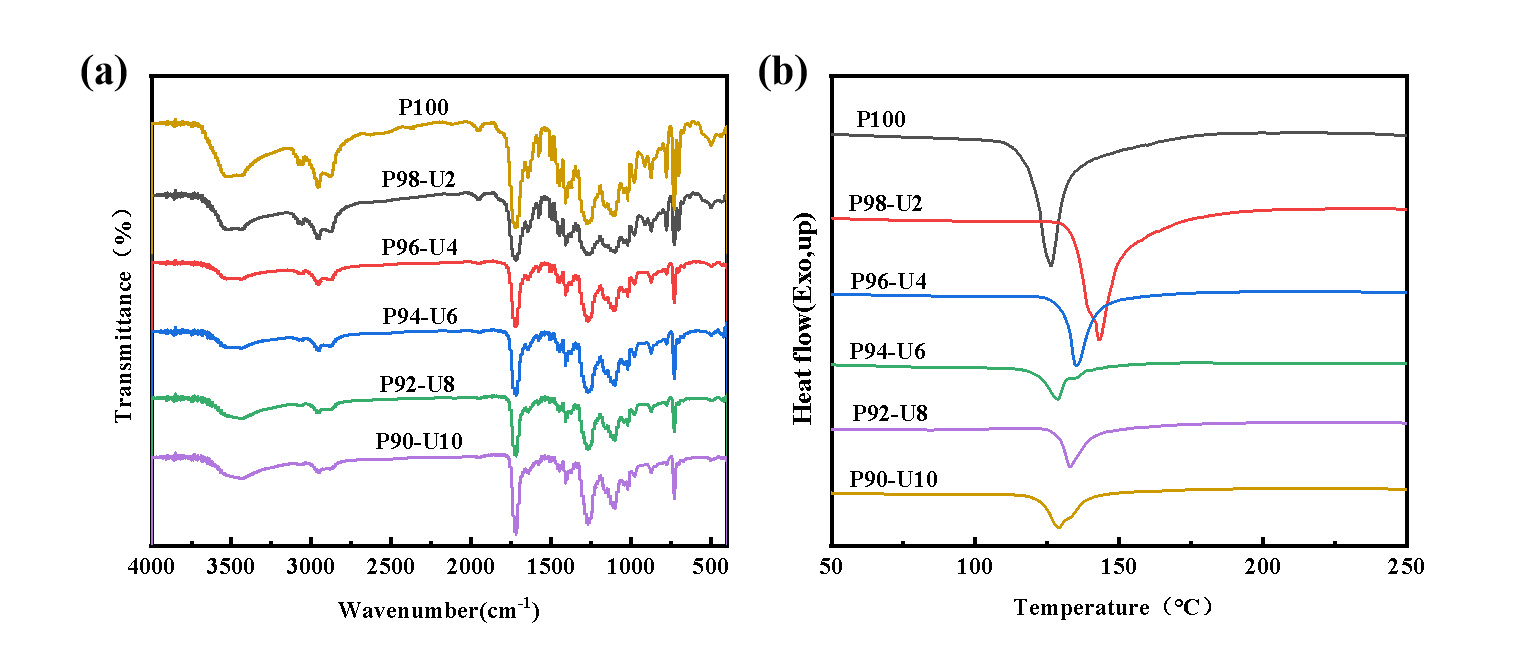 (a)
P100
P98-U2
P96-U4
P94-U6
P92-U8
P90-U10
Transmittance（%）
4000 3500 3000 2500 2000 1500 1000 500
Wavenumber(cm⁻¹)
(b)
P100
P98-U2
P96-U4
P94-U6
P92-U8
P90-U10
Heat flow(Exo,up)
50 100 150 200 250
Temperature（℃）